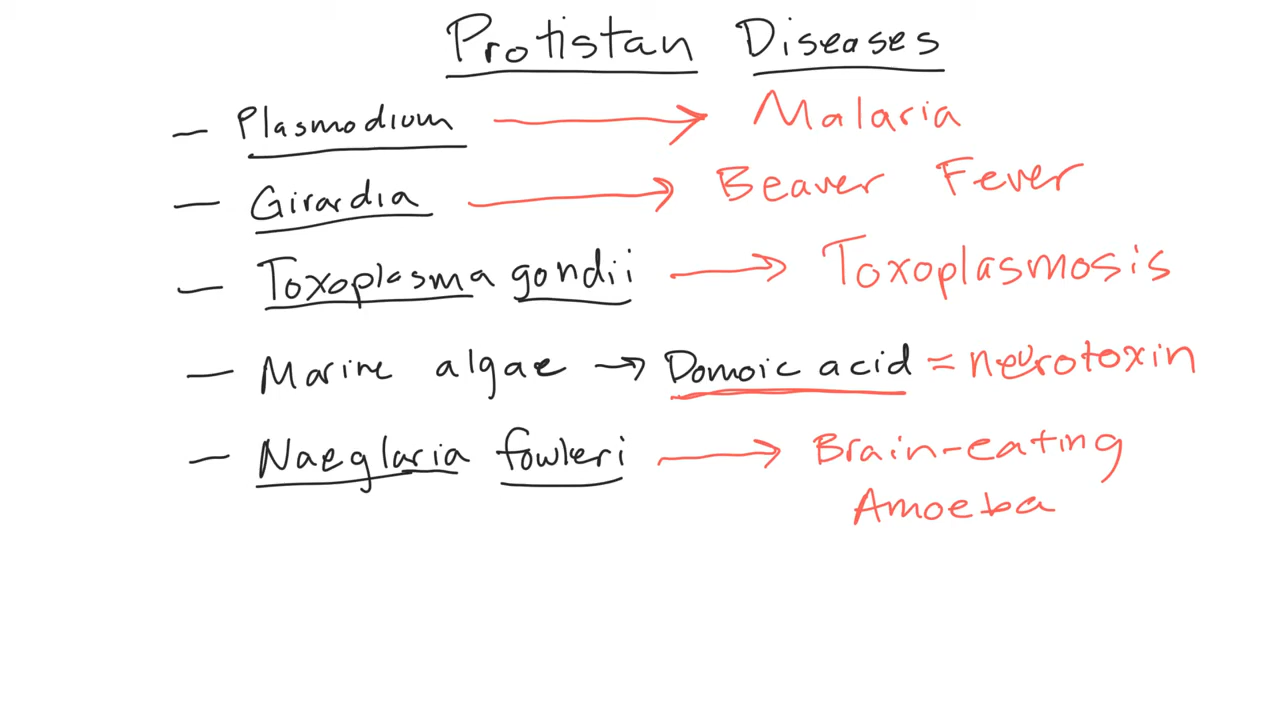 Protistan Diseases
— Plasmodium → Malaria
— Girardia → Beaver Fever
— Toxoplasma gondii → Toxoplasmosis
— Marine algae → Domoic acid = neurotoxin
— Naeglaria fowleri → Brain-eating
Amoeba